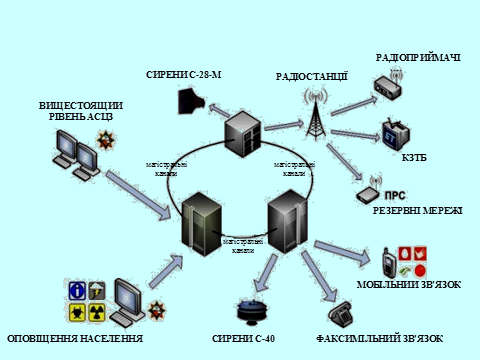 РАДІОПРИЙМАЧІ
СИРЕНИ С-28-М
РАДІОСТАНЦІЇ
ВИЩЕСТОЯЩИИ
РІВЕНЬ АСЦЗ
КЗТБ
магістральні
канали
магістральні
канали
ПРС
РЕЗЕРВНІ МЕРЕЖІ
магістральні
канали
МОБІЛЬНИЙ ЗВ'ЯЗОК
ОПОВІЩЕННЯ НАСЕЛЕННЯ
СИРЕНИ С-40
ФАКСИМІЛЬНИЙ ЗВ'ЯЗОК